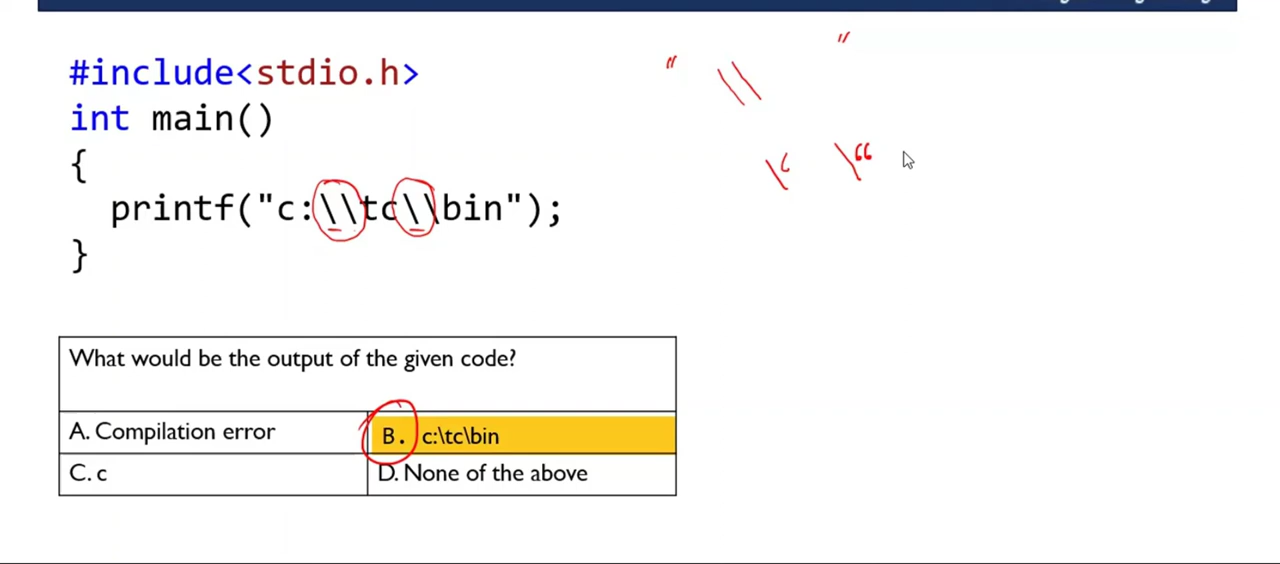 #include<stdio.h>
int main()
{
printf("c:\\tc\\bin");
}
" \\ "
\' \"
What would be the output of the given code?
A. Compilation error
B. c:\tc\bin
C. c
D. None of the above